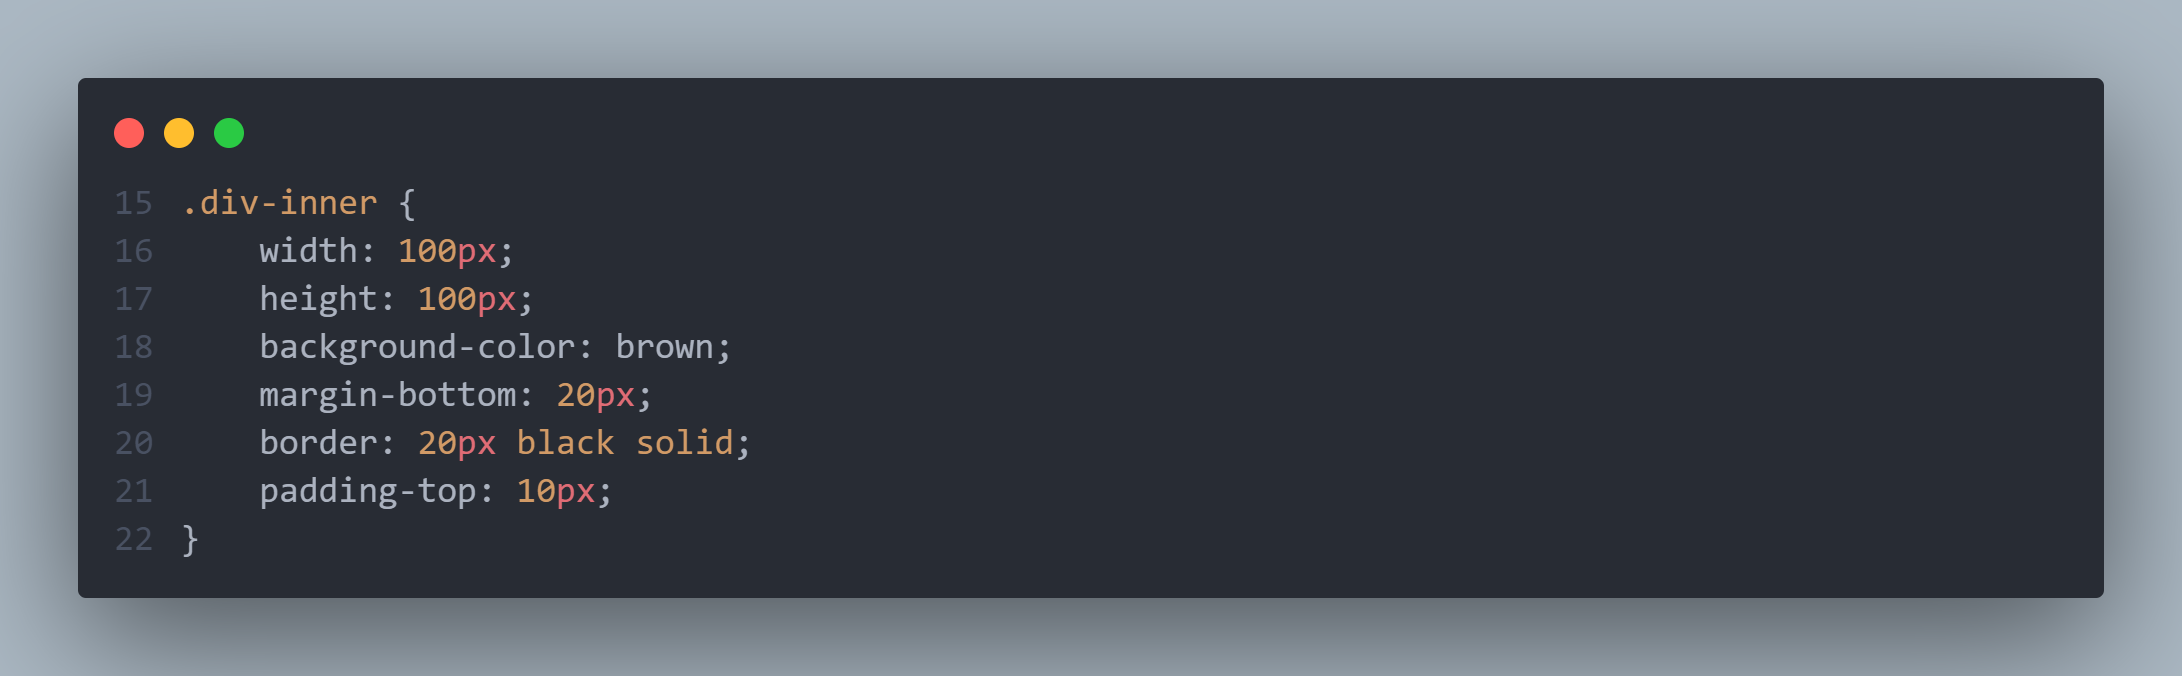 15 .div-inner {
16     width: 100px;
17     height: 100px;
18     background-color: brown;
19     margin-bottom: 20px;
20     border: 20px black solid;
21     padding-top: 10px;
22 }